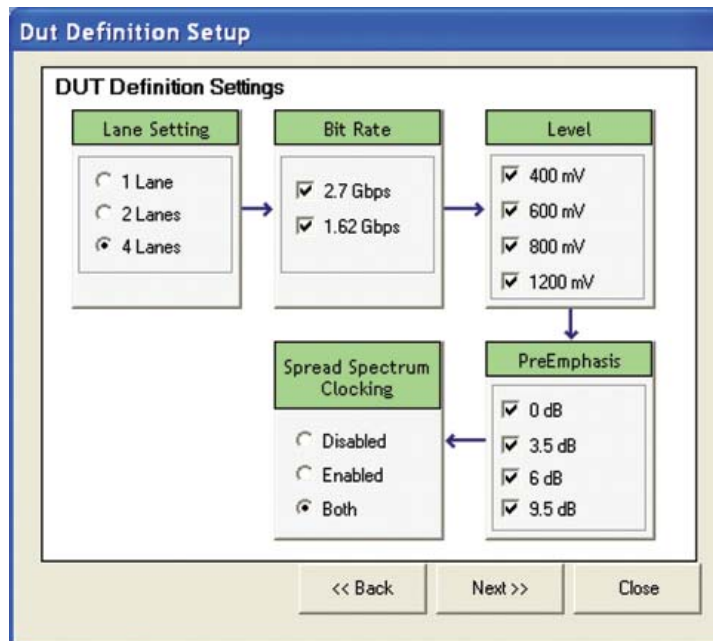 Dut Definition Setup
DUT Definition Settings
Lane Setting
1 Lane
2 Lanes
4 Lanes
Bit Rate
2.7 Gbps
1.62 Gbps
Level
400 mV
600 mV
800 mV
1200 mV
PreEmphasis
0 dB
3.5 dB
6 dB
9.5 dB
Spread Spectrum
Clocking
Disabled
Enabled
Both
<< Back
Next >>
Close